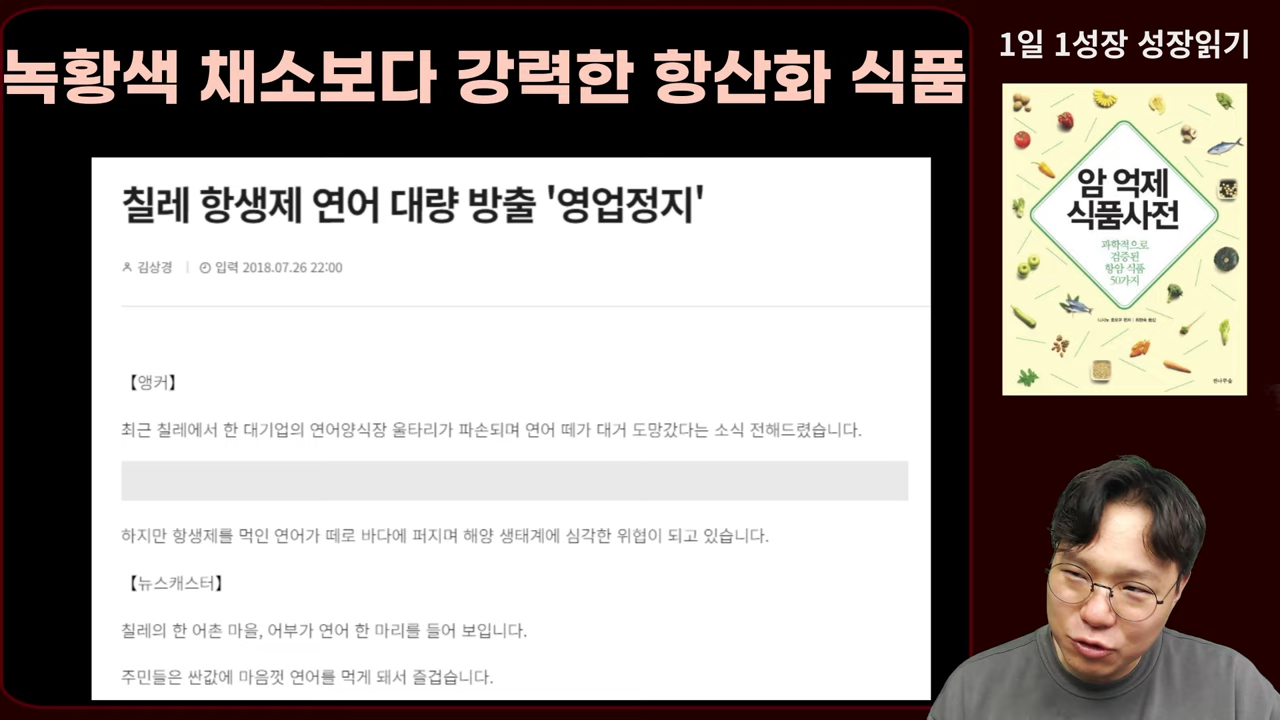 녹황색 채소보다 강력한 항산화 식품
1일 1성장 성장읽기
칠레 항생제 연어 대량 방출 '영업정지'
김상경 | 입력 2018.07.26 22:00
【앵커】
최근 칠레에서 한 대기업의 연어양식장 울타리가 파손되며 연어 떼가 대거 도망갔다는 소식 전해드렸습니다.
하지만 항생제를 먹인 연어가 떼로 바다에 퍼지며 해양 생태계에 심각한 위협이 되고 있습니다.
【뉴스캐스터】
칠레의 한 어촌 마을, 어부가 연어 한 마리를 들어 보입니다.
주민들은 싼값에 마음껏 연어를 먹게 돼서 즐겁습니다.
암 억제
식품사전
과학적으로
검증된
항암 식품
50가지
전나무숲